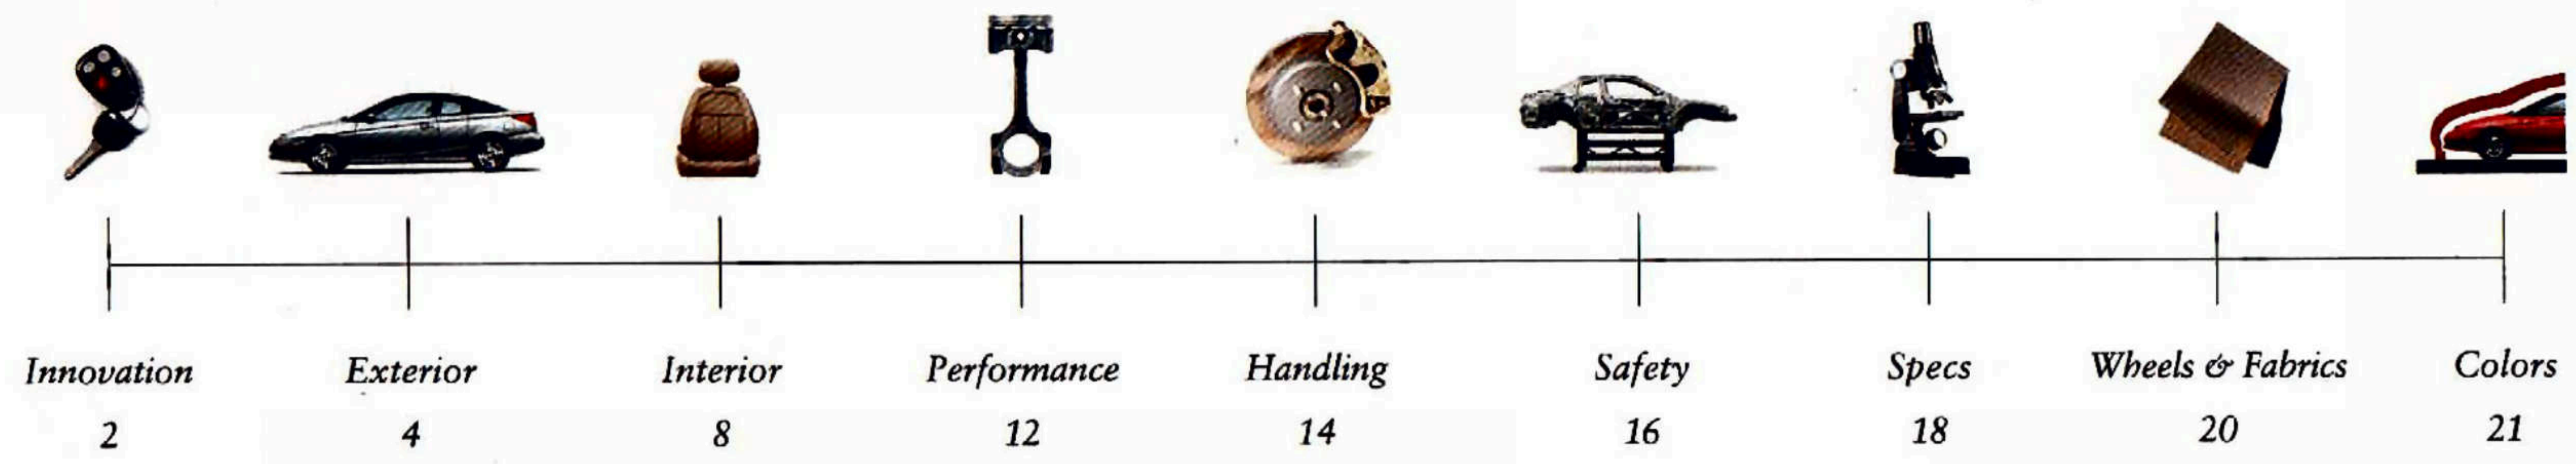 Innovation Exterior Interior Performance Handling Safety Specs Wheels & Fabrics Colors
2 4 8 12 14 16 18 20 21